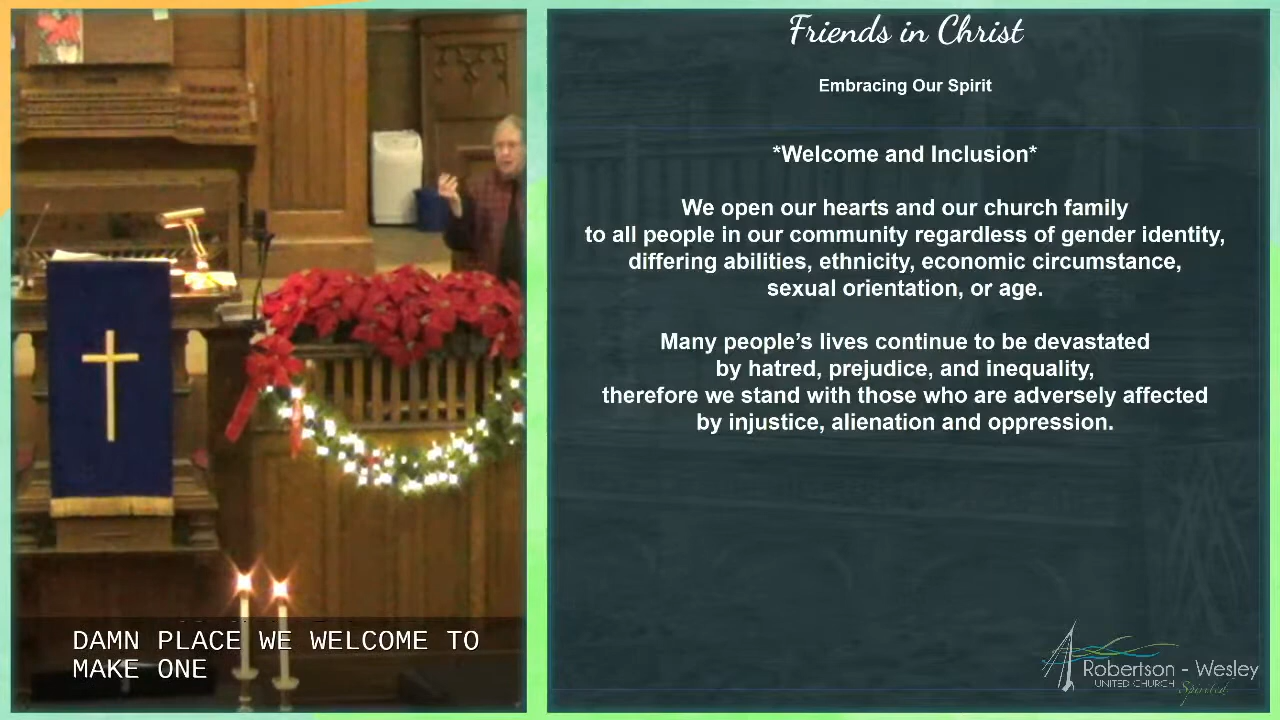 Friends in Christ
Embracing Our Spirit
*Welcome and Inclusion*
We open our hearts and our church family
to all people in our community regardless of gender identity,
differing abilities, ethnicity, economic circumstance,
sexual orientation, or age.
Many people’s lives continue to be devastated
by hatred, prejudice, and inequality,
therefore we stand with those who are adversely affected
by injustice, alienation and oppression.
DAMN PLACE WE WELCOME TO
MAKE ONE
Robertson - Wesley
UNITED CHURCH Spirited